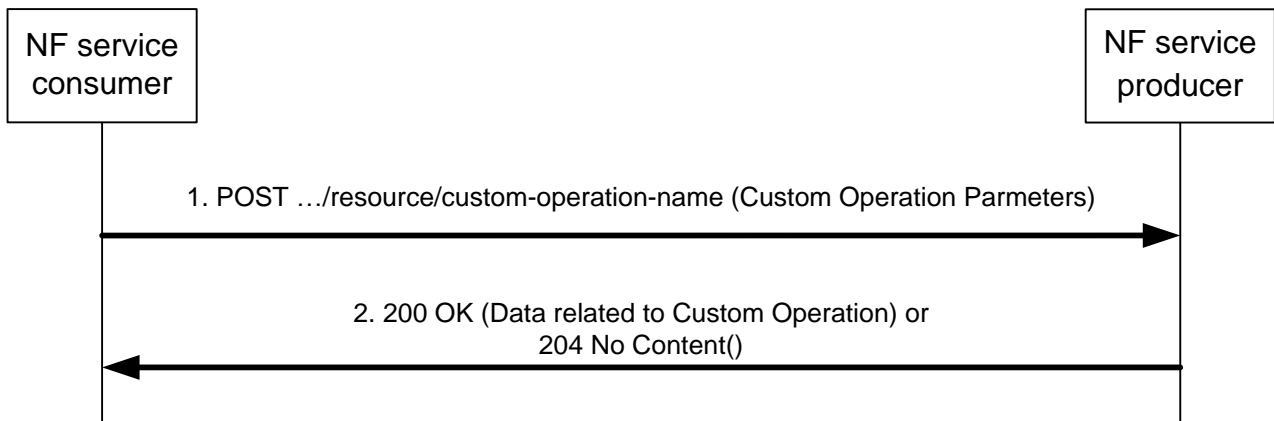 NF service
consumer
NF service
producer
1. POST …/resource/custom-operation-name (Custom Operation Parmeters)
2. 200 OK (Data related to Custom Operation) or
204 No Content()